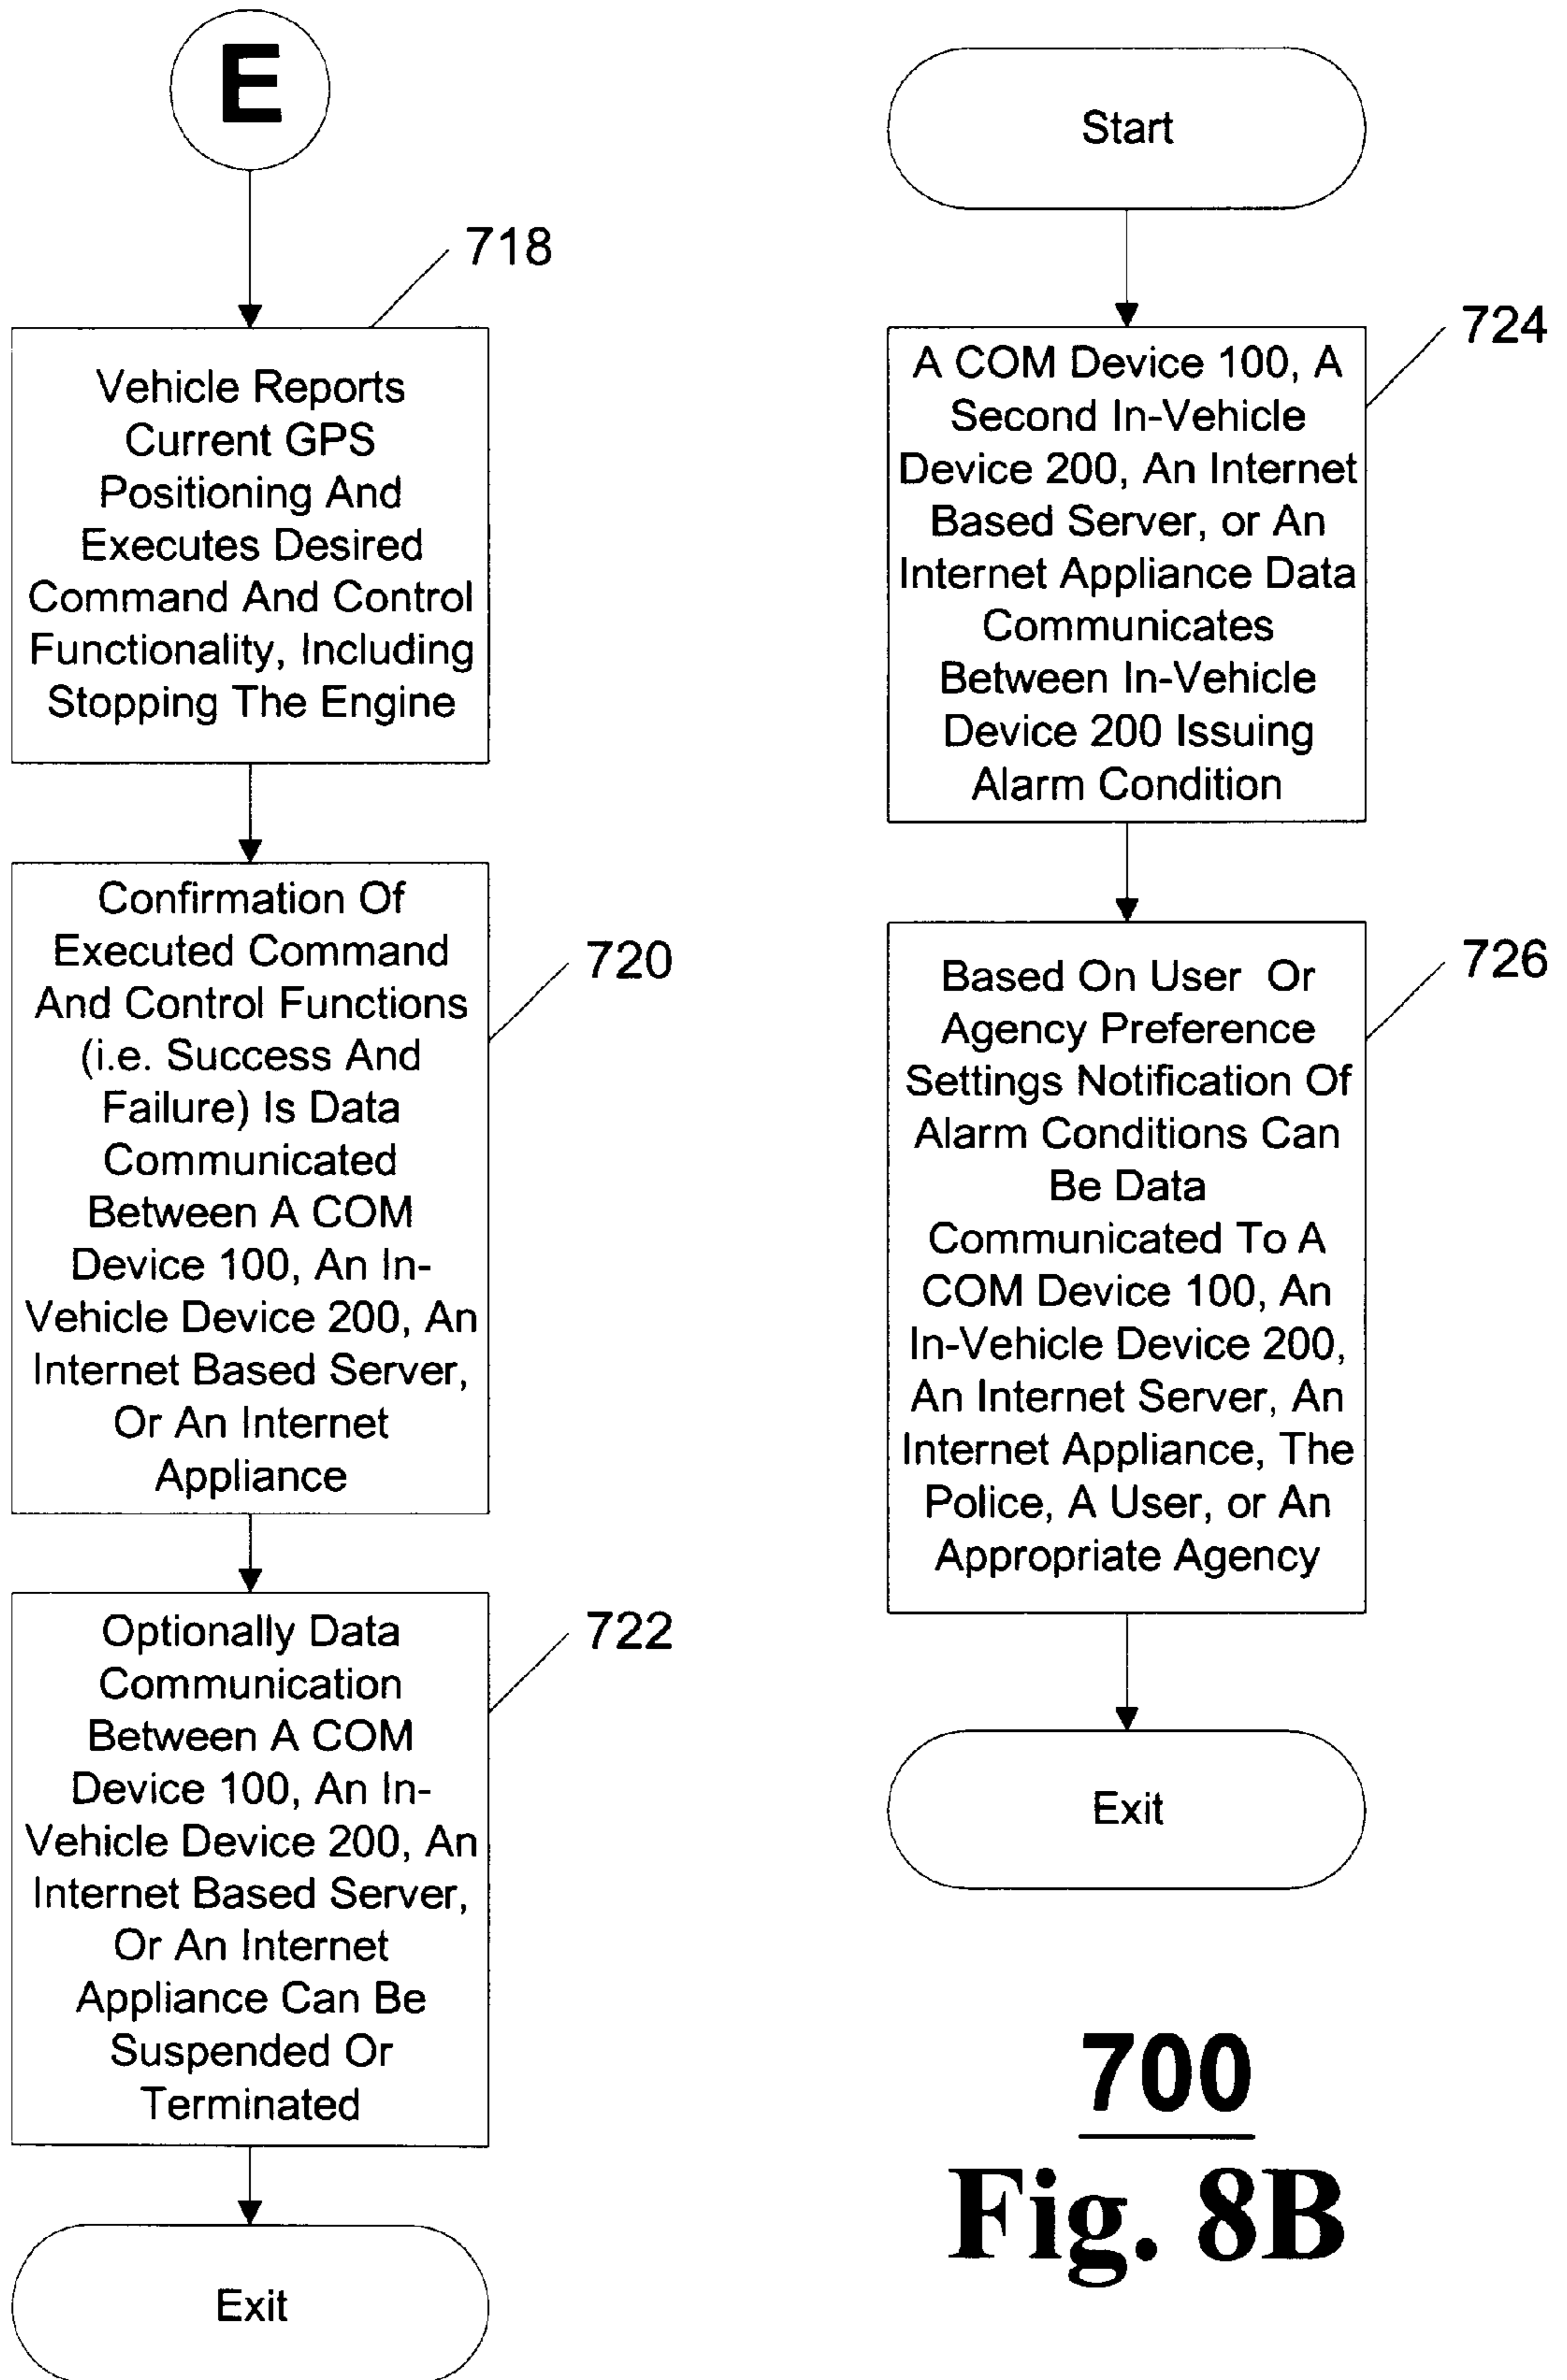 E
718
Vehicle Reports
Current GPS
Positioning And
Executes Desired
Command And Control
Functionality, Including
Stopping The Engine
Confirmation Of
Executed Command
And Control Functions
(i.e. Success And
Failure) Is Data
Communicated
Between A COM
Device 100, An In-
Vehicle Device 200, An
Internet Based Server,
Or An Internet
Appliance
720
Optionally Data
Communication
Between A COM
Device 100, An In-
Vehicle Device 200, An
Internet Based Server,
Or An Internet
Appliance Can Be
Suspended Or
Terminated
722
Exit
Start
724
A COM Device 100, A
Second In-Vehicle
Device 200, An Internet
Based Server, or An
Internet Appliance Data
Communicates
Between In-Vehicle
Device 200 Issuing
Alarm Condition
726
Based On User Or
Agency Preference
Settings Notification Of
Alarm Conditions Can
Be Data
Communicated To A
COM Device 100, An
In-Vehicle Device 200,
An Internet Server, An
Internet Appliance, The
Police, A User, or An
Appropriate Agency
Exit
700
Fig. 8B